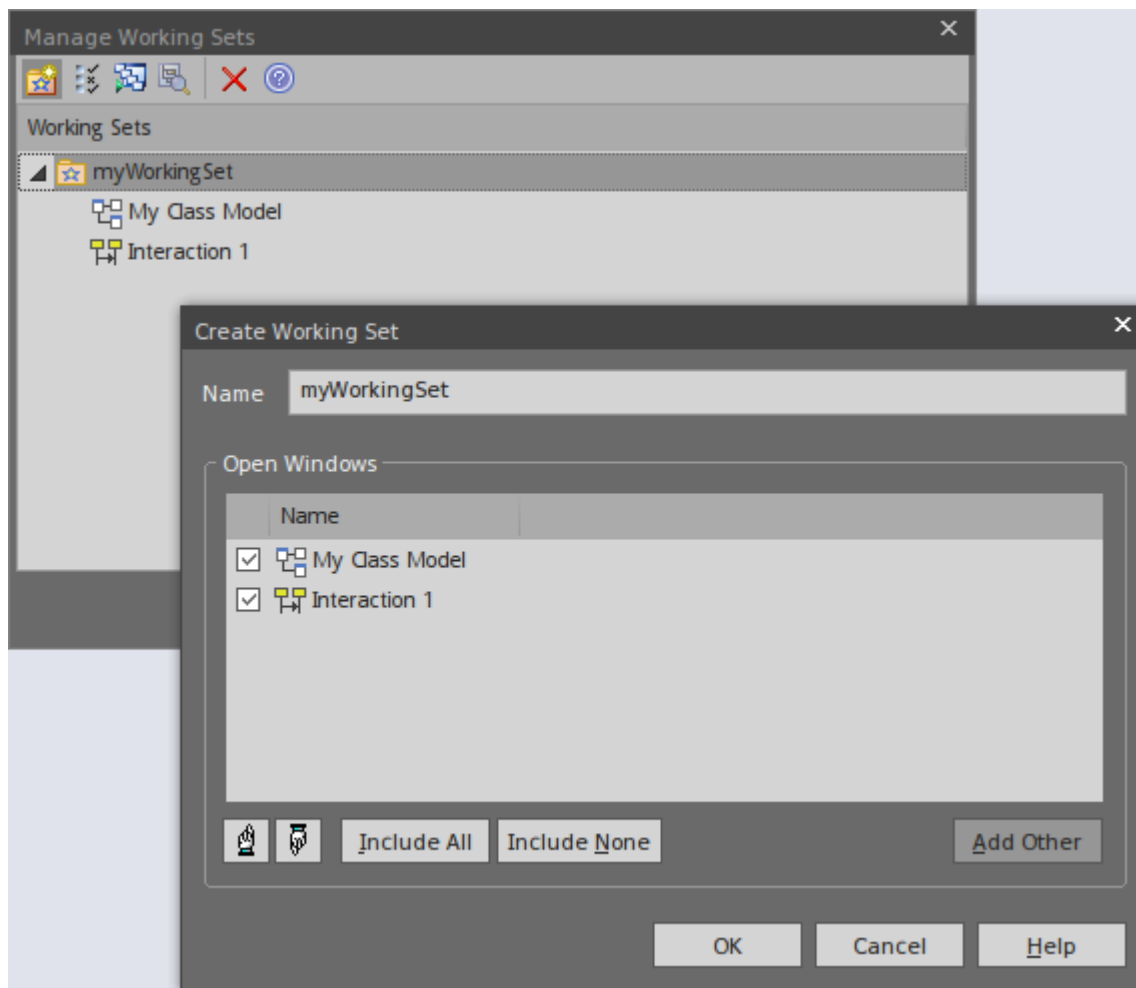 Manage Working Sets
Working Sets
myWorkingSet
My Class Model
Interaction 1
Create Working Set
Name myWorkingSet
Open Windows
Name
My Class Model
Interaction 1
Include All Include None Add Other
OK Cancel Help